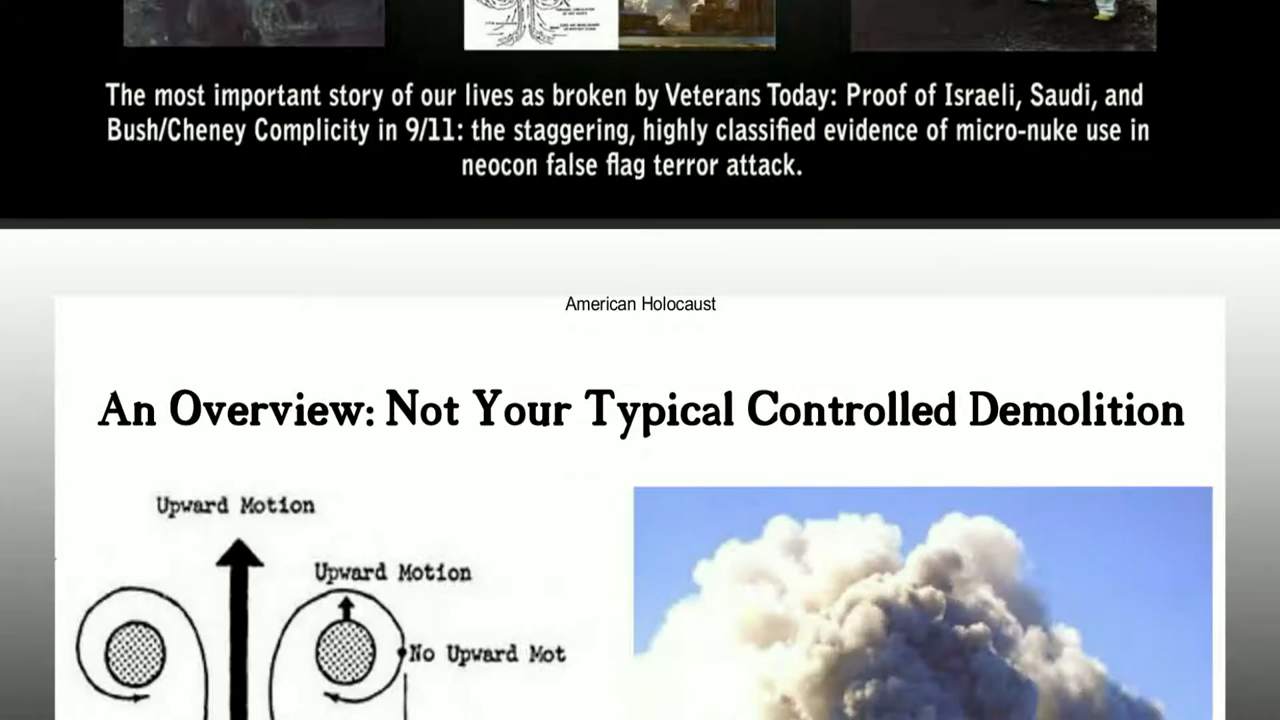 The most important story of our lives as broken by Veterans Today: Proof of Israeli, Saudi, and
Bush/Cheney Complicity in 9/11: the staggering, highly classified evidence of micro-nuke use in
neocon false flag terror attack.
American Holocaust
An Overview: Not Your Typical Controlled Demolition
Upward Motion
Upward Motion
No Upward Mot